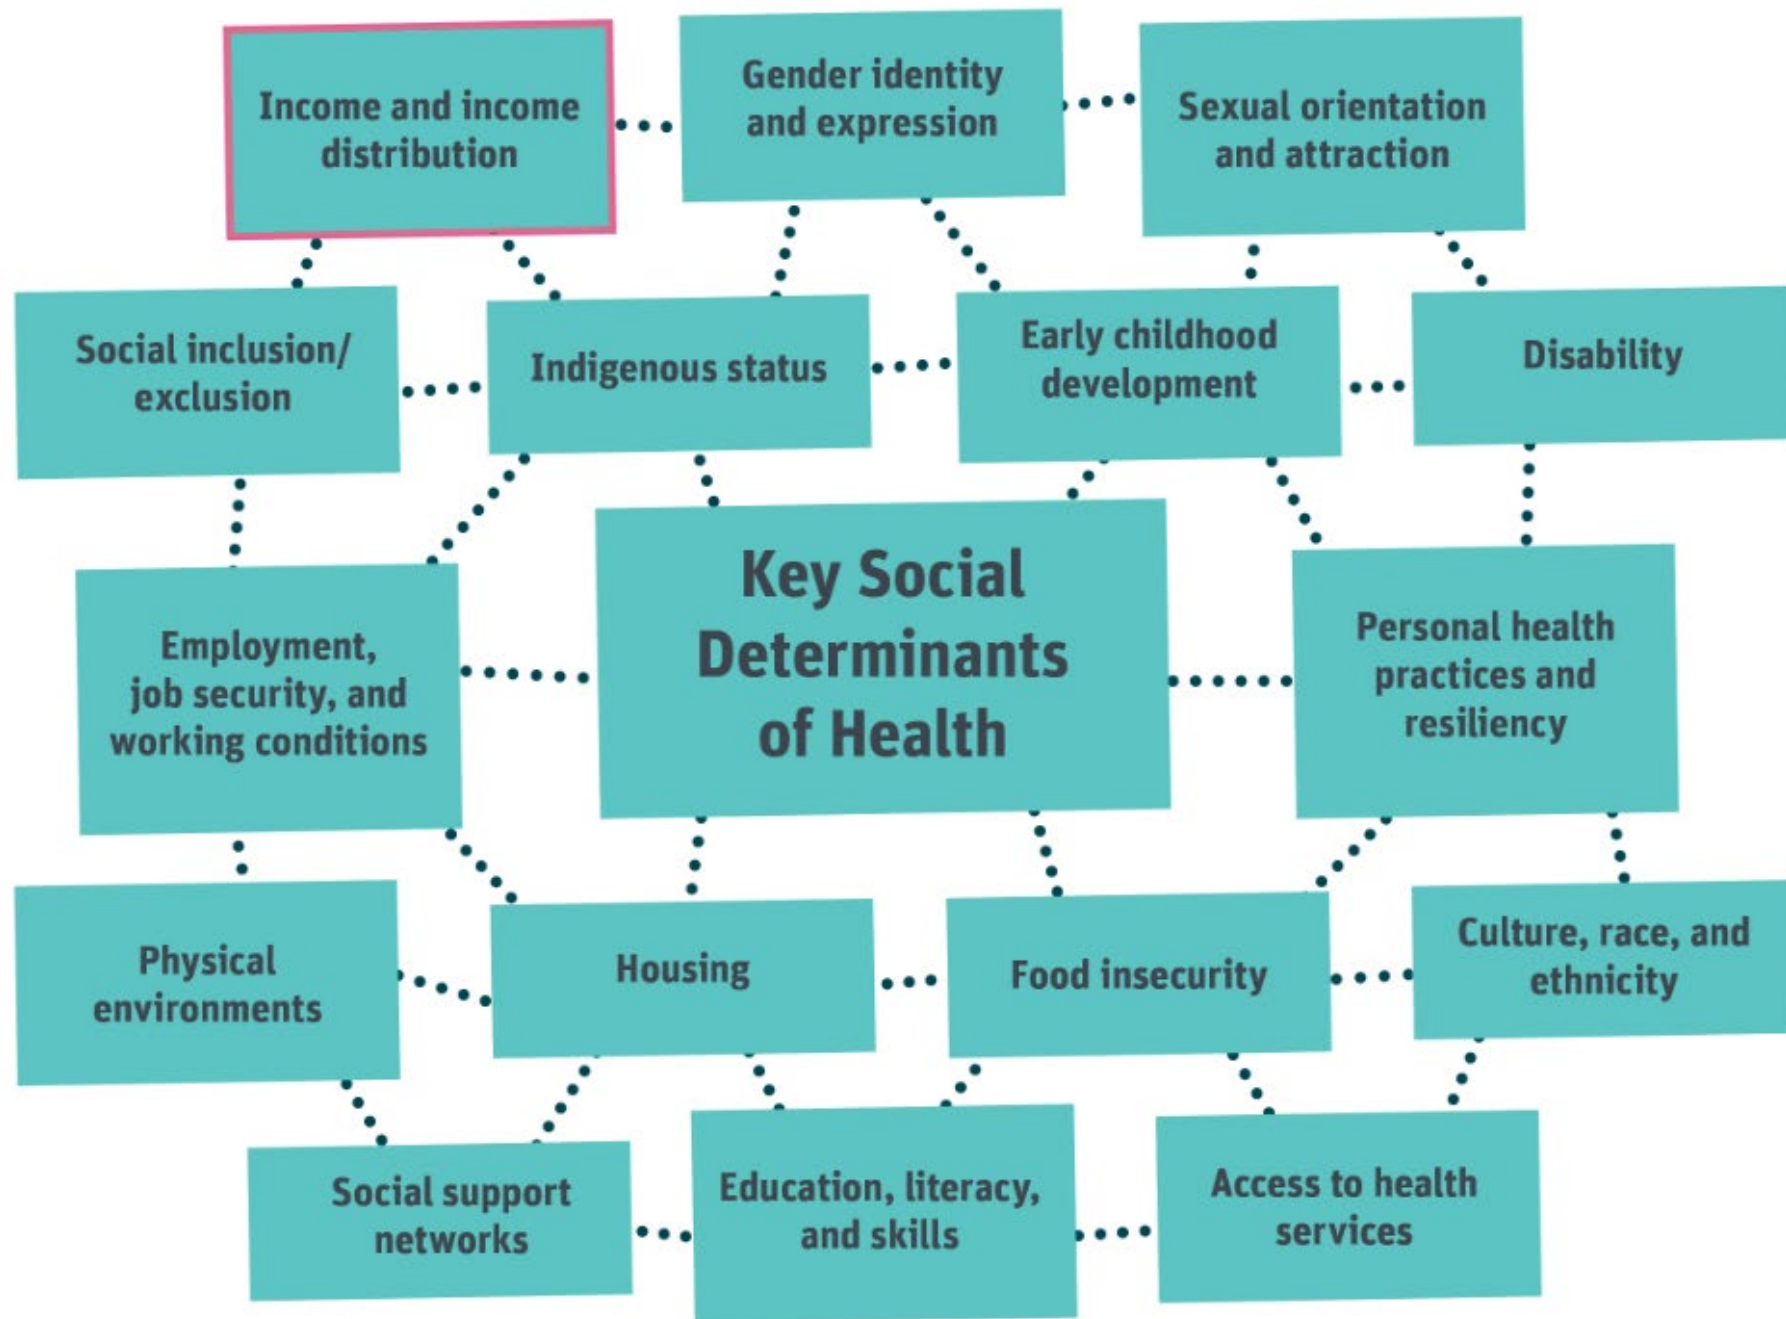 Income and income
distribution
Gender identity
and expression
Sexual orientation
and attraction
Social inclusion/
exclusion
Indigenous status
Early childhood
development
Disability
Employment,
job security, and
working conditions
Key Social
Determinants
of Health
Personal health
practices and
resiliency
Physical
environments
Housing
Food insecurity
Culture, race, and
ethnicity
Social support
networks
Education, literacy,
and skills
Access to health
services